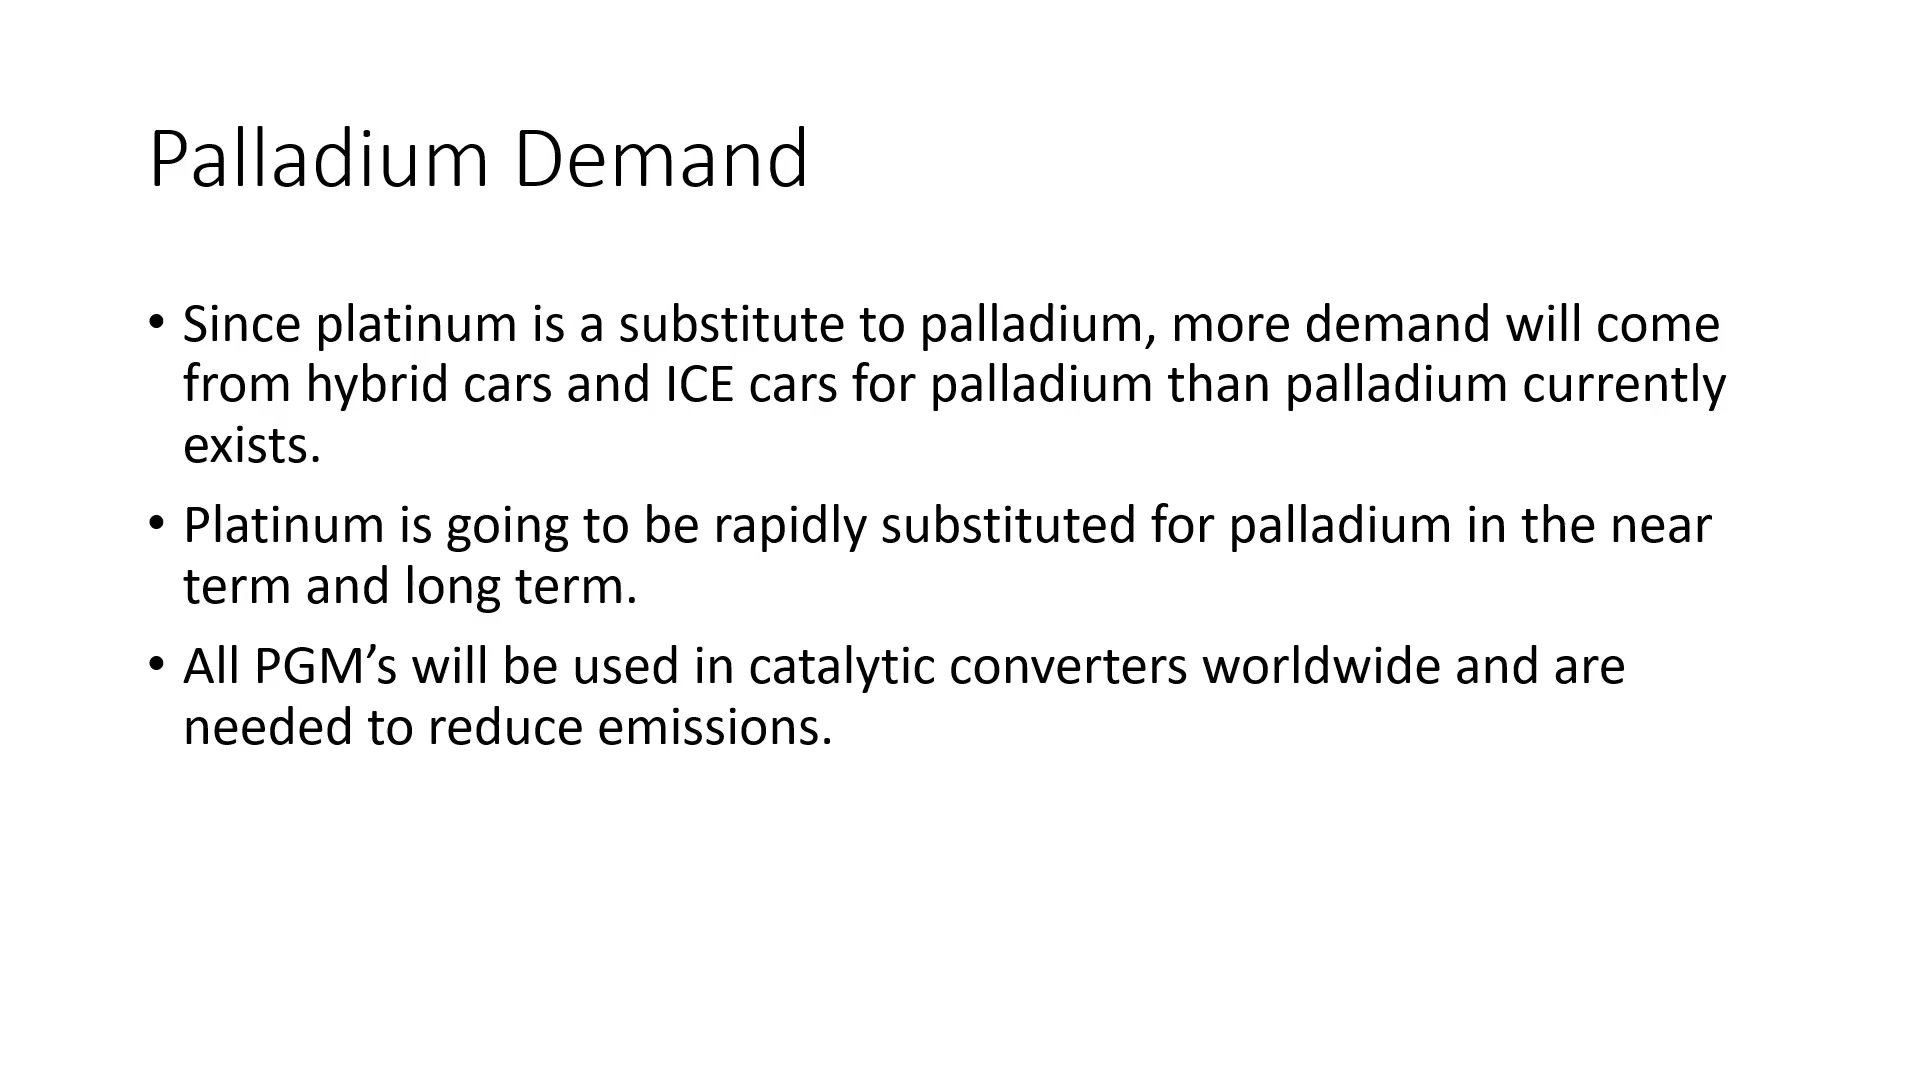 Palladium Demand
• Since platinum is a substitute to palladium, more demand will come
from hybrid cars and ICE cars for palladium than palladium currently
exists.
• Platinum is going to be rapidly substituted for palladium in the near
term and long term.
• All PGM’s will be used in catalytic converters worldwide and are
needed to reduce emissions.